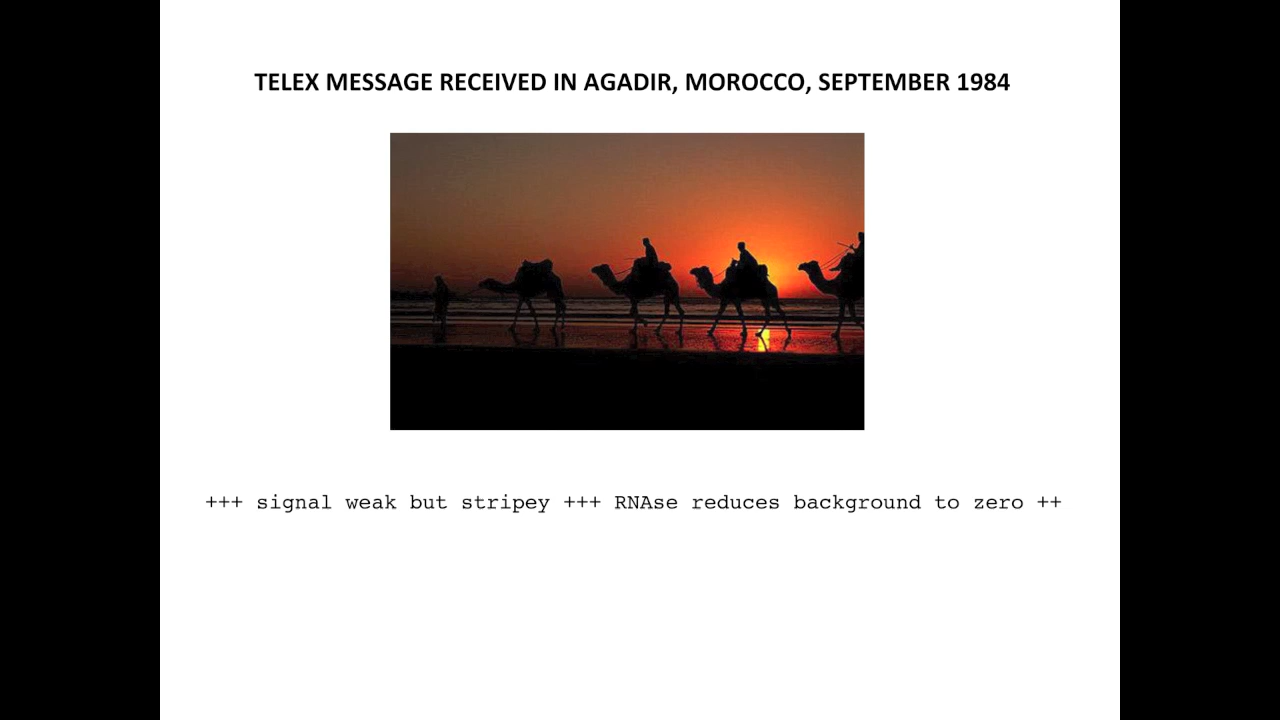 TELEX MESSAGE RECEIVED IN AGADIR, MOROCCO, SEPTEMBER 1984
+++ signal weak but stripey +++ RNAse reduces background to zero ++